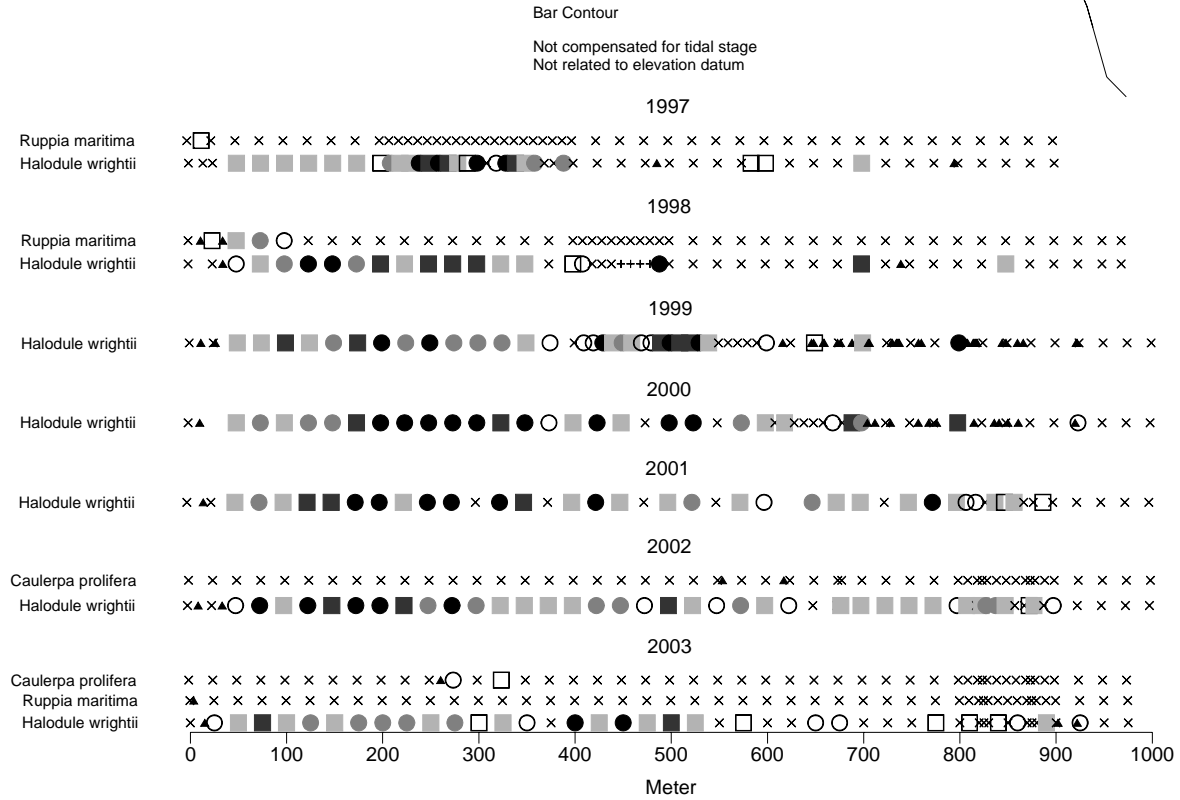 Bar Contour
Not compensated for tidal stage
Not related to elevation datum
1997
Ruppia maritima
Halodule wrightii
1998
Ruppia maritima
Halodule wrightii
1999
Halodule wrightii
2000
Halodule wrightii
2001
Halodule wrightii
2002
Caulerpa prolifera
Halodule wrightii
2003
Caulerpa prolifera
Ruppia maritima
Halodule wrightii
0 100 200 300 400 500 600 700 800 900 1000
Meter